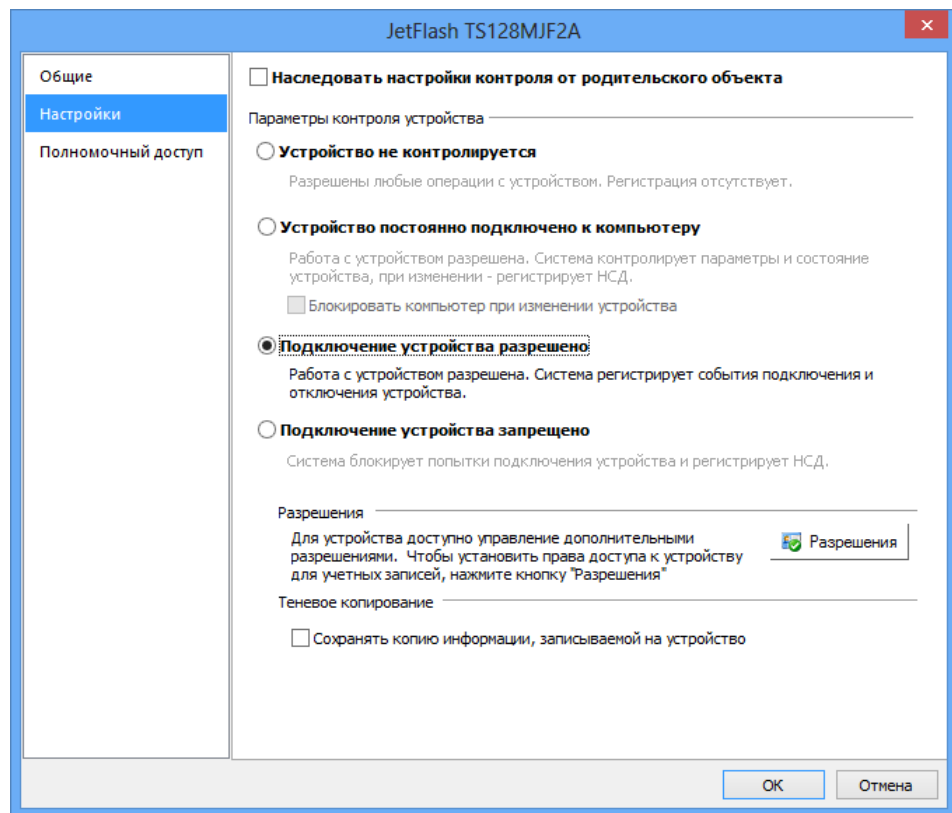 JetFlash TS128MJF2A
Общие
Настройки
Полномочный доступ
Наследовать настройки контроля от родительского объекта
Параметры контроля устройства
Устройство не контролируется
Разрешены любые операции с устройством. Регистрация отсутствует.
Устройство постоянно подключено к компьютеру
Работа с устройством разрешена. Система контролирует параметры и состояние
устройства, при изменении - регистрирует НСД.
Блокировать компьютер при изменении устройства
Подключение устройства разрешено
Работа с устройством разрешена. Система регистрирует события подключения и
отключения устройства.
Подключение устройства запрещено
Система блокирует попытки подключения устройства и регистрирует НСД.
Разрешения
Для устройства доступно управление дополнительными
разрешениями. Чтобы установить права доступа к устройству
для учетных записей, нажмите кнопку "Разрешения"
Разрешения
Теневое копирование
Сохранять копию информации, записываемой на устройство
ОК
Отмена